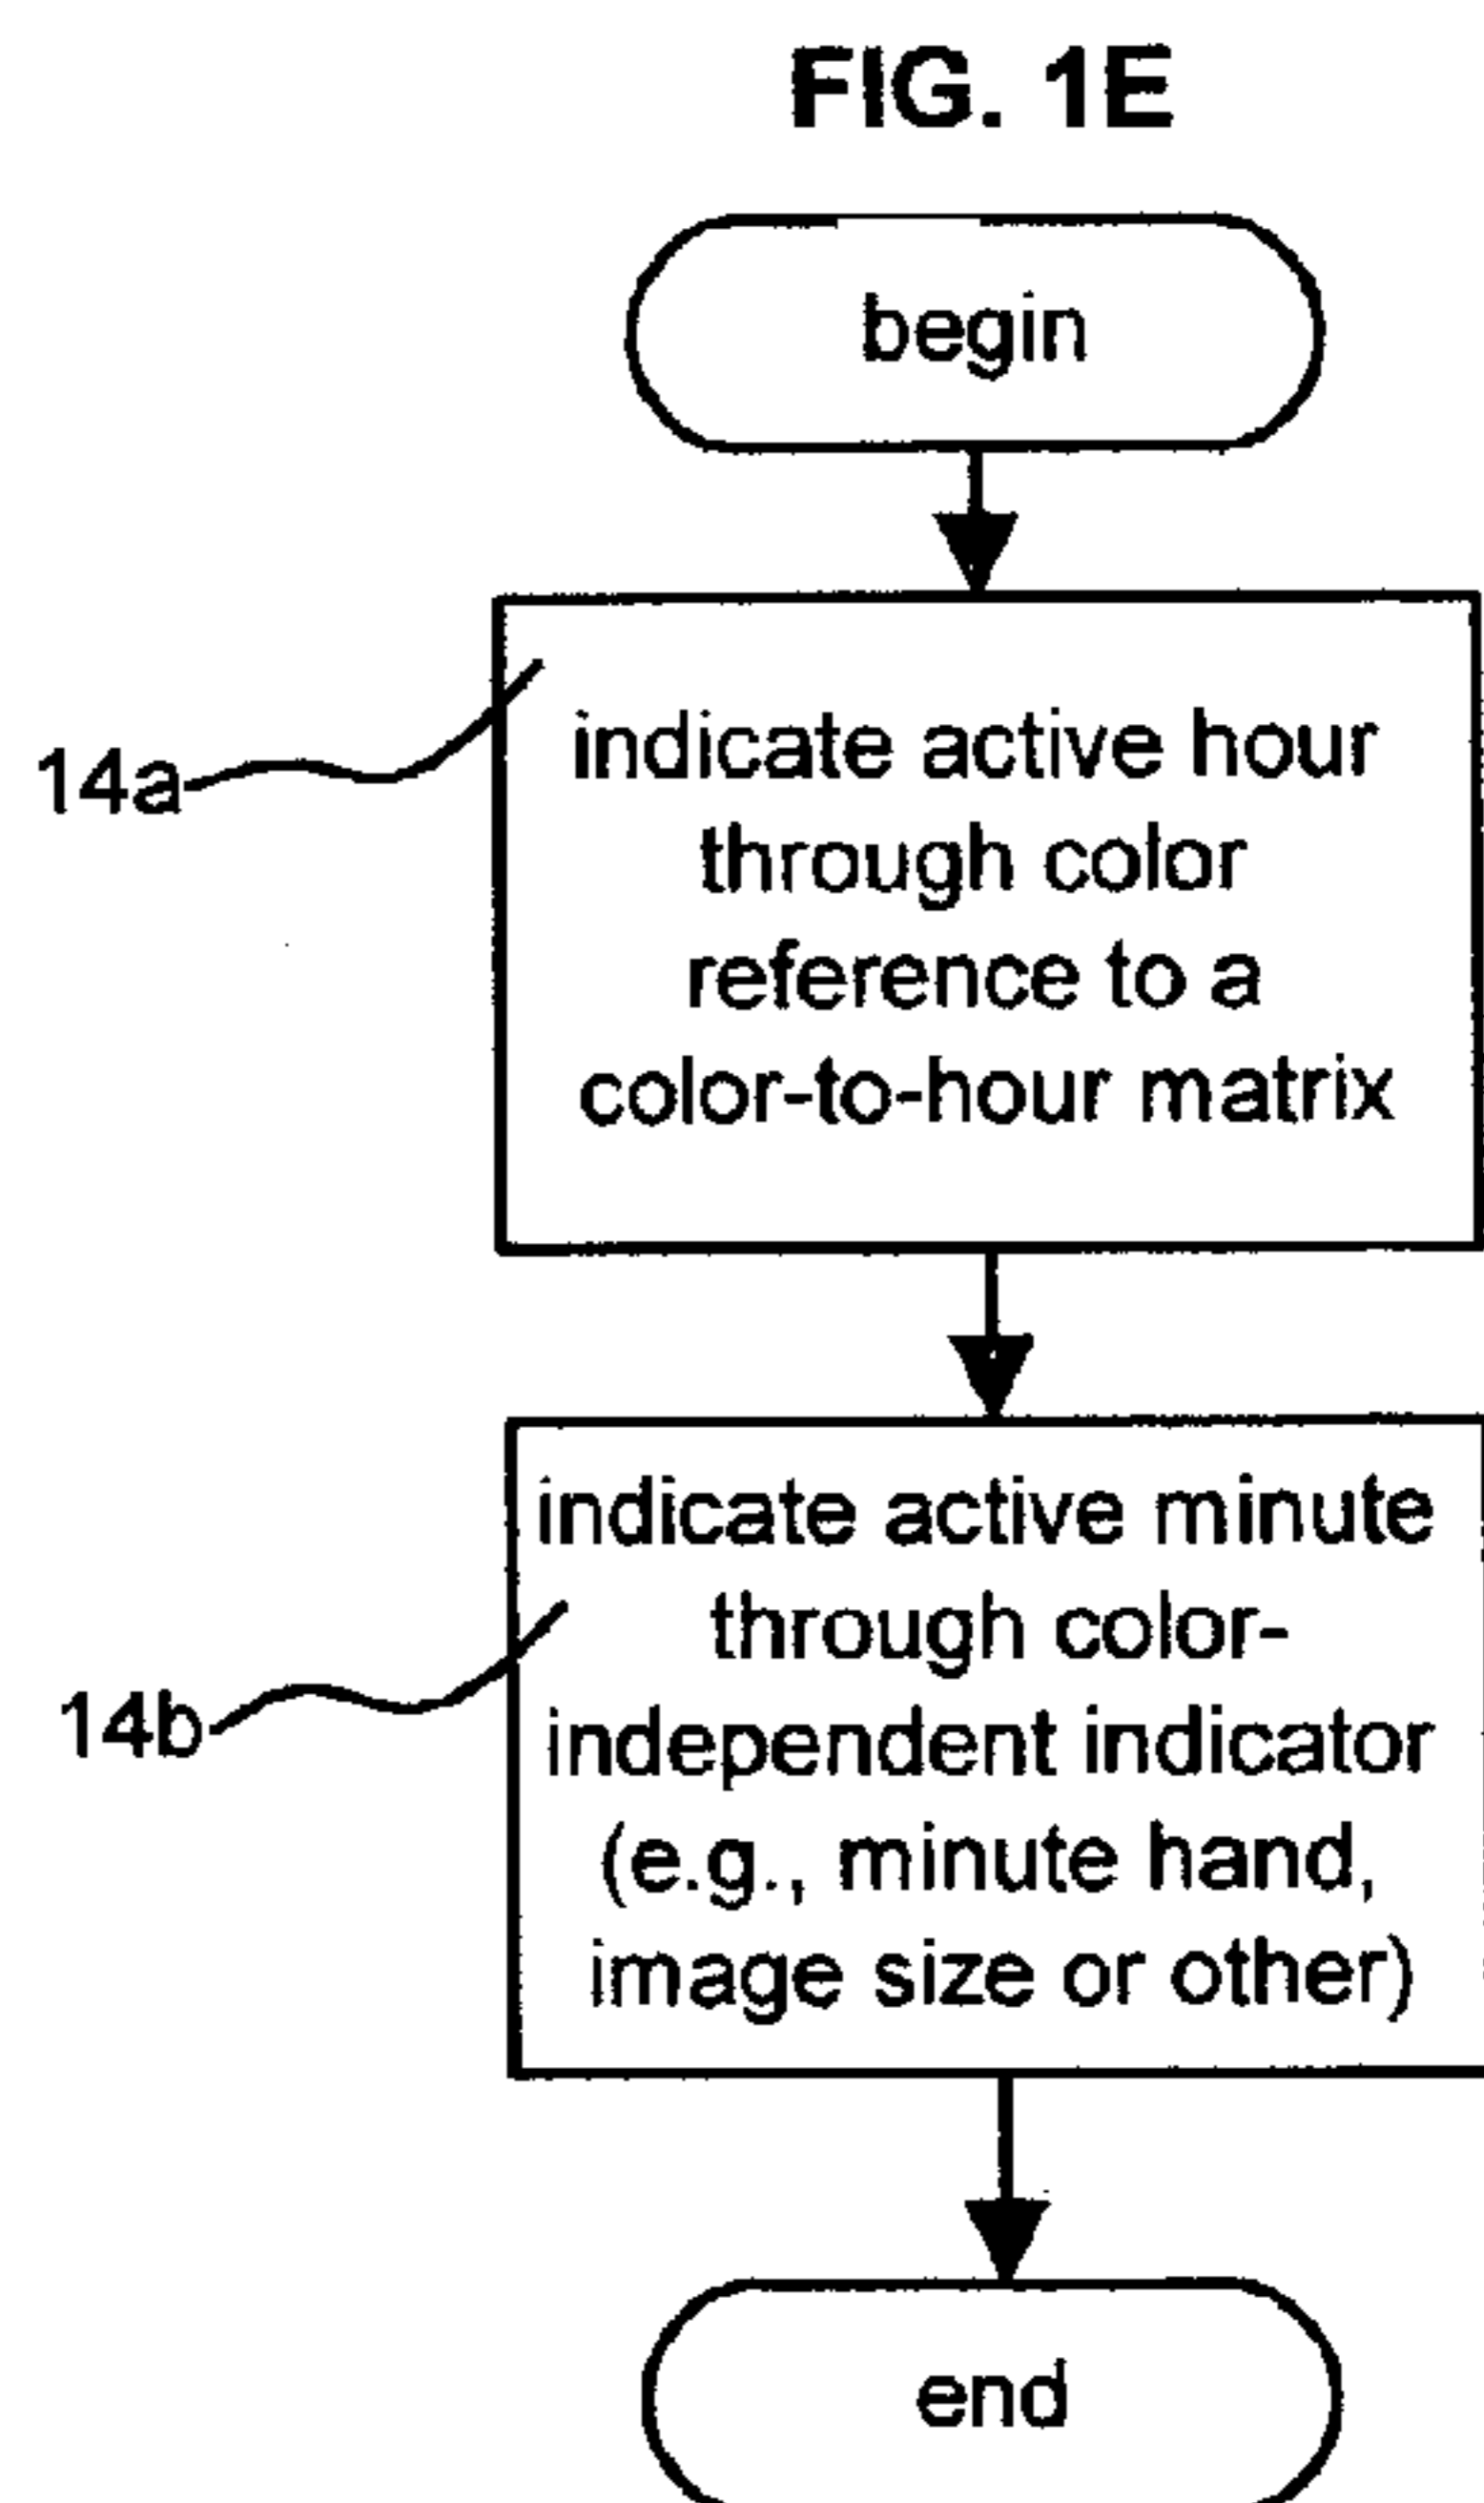 FIG. 1E
begin
14a
indicate active hour
through color
reference to a
color-to-hour matrix
14b
indicate active minute
through color-
independent indicator
(e.g., minute hand,
image size or other)
end